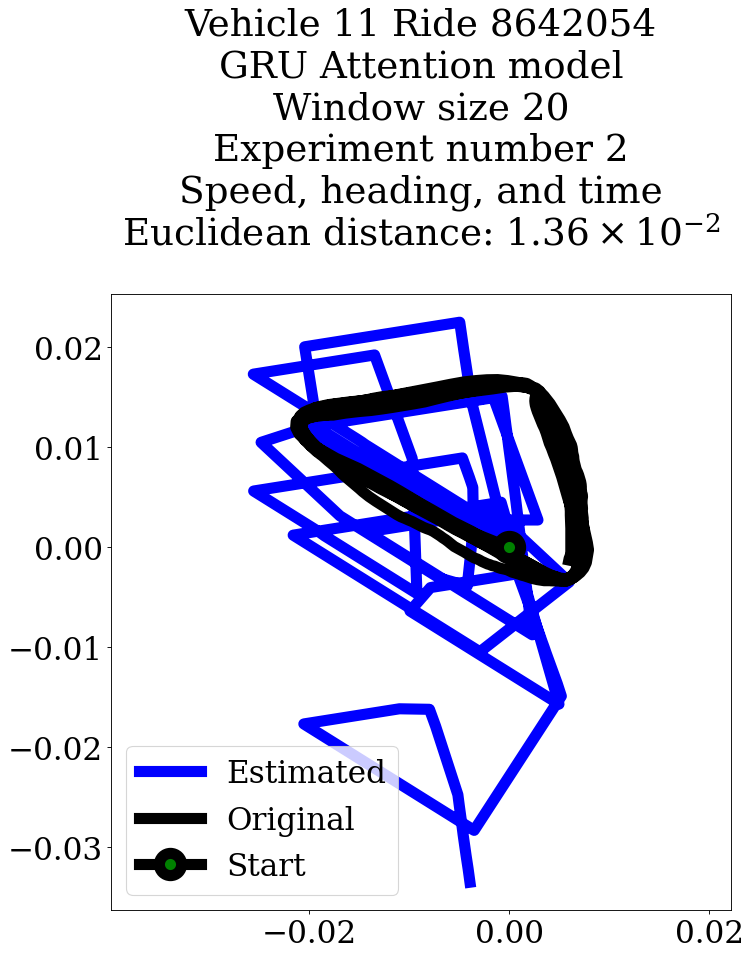 Vehicle 11 Ride 8642054
GRU Attention model
Window size 20
Experiment number 2
Speed, heading, and time
Euclidean distance: 1.36 × 10⁻²
0.02
0.01
0.00
−0.01
−0.02
−0.03
Estimated
Original
Start
−0.02 0.00 0.02